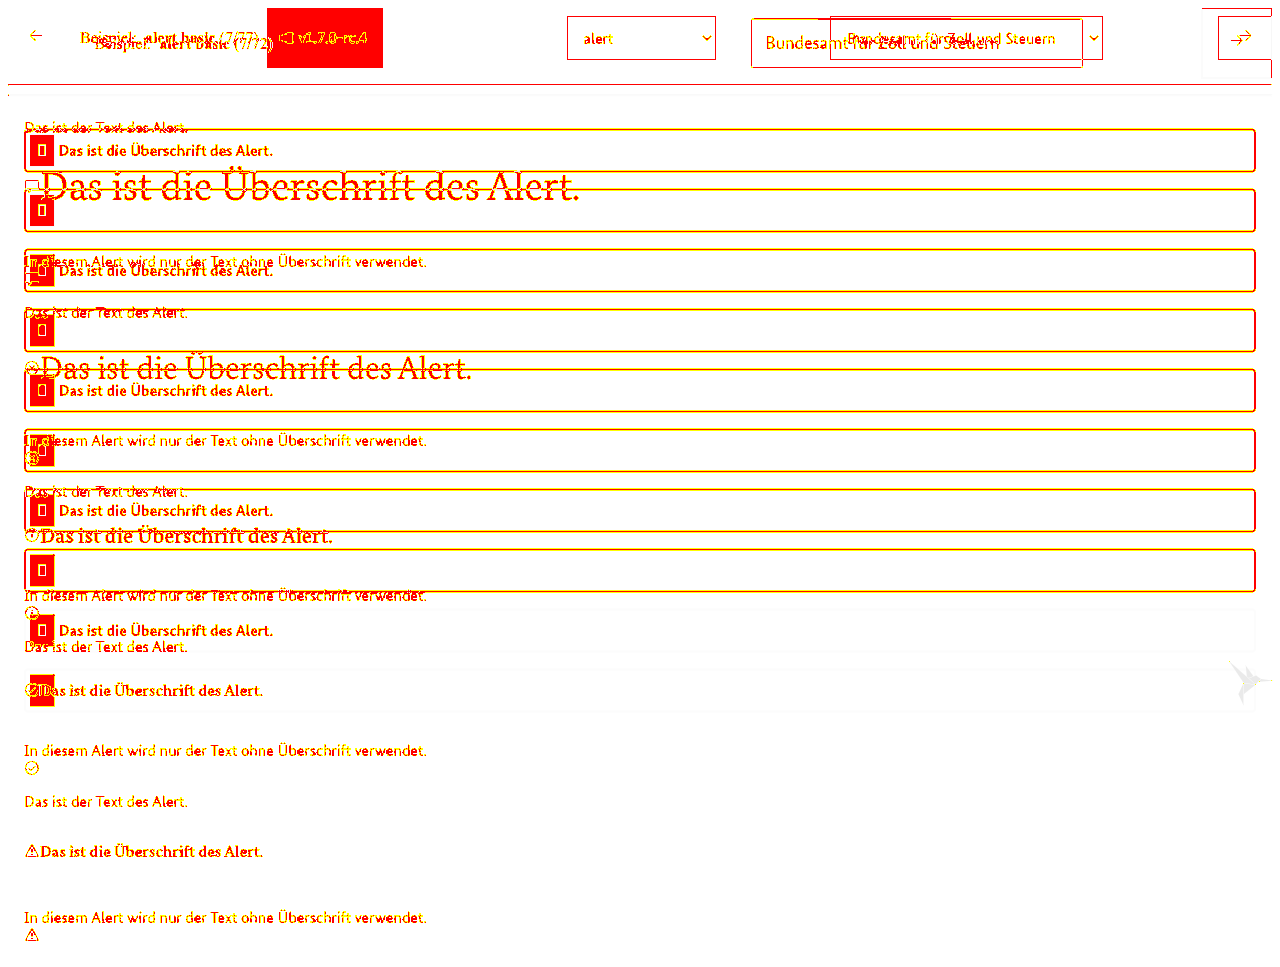 Beispiel: alert basic (7/72) v1.7.0-rc.4 alert Bundesamt für Zoll und Steuern
Das ist der Text des Alert.
Das ist die Überschrift des Alert.
Das ist die Überschrift des Alert.
In diesem Alert wird nur der Text ohne Überschrift verwendet.
Das ist die Überschrift des Alert.
Das ist der Text des Alert.
Das ist die Überschrift des Alert.
Das ist die Überschrift des Alert.
In diesem Alert wird nur der Text ohne Überschrift verwendet.
Das ist der Text des Alert.
Das ist die Überschrift des Alert.
Das ist die Überschrift des Alert.
In diesem Alert wird nur der Text ohne Überschrift verwendet.
Das ist die Überschrift des Alert.
Das ist der Text des Alert.
Das ist die Überschrift des Alert.
In diesem Alert wird nur der Text ohne Überschrift verwendet.
Das ist der Text des Alert.
Das ist die Überschrift des Alert.
In diesem Alert wird nur der Text ohne Überschrift verwendet.